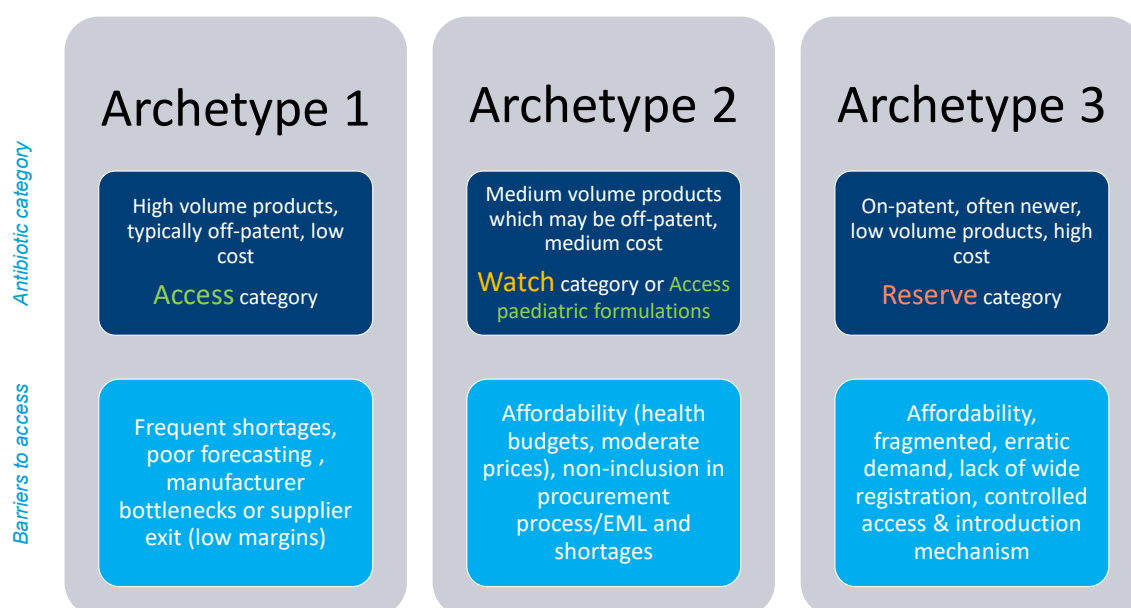 Archetype 1
Archetype 2
Archetype 3
Antibiotic category
High volume products,
typically off-patent, low
cost
Access category
Medium volume products
which may be off-patent,
medium cost
Watch category or Access
paediatric formulations
On-patent, often newer,
low volume products, high
cost
Reserve category
Barriers to access
Frequent shortages,
poor forecasting ,
manufacturer
bottlenecks or supplier
exit (low margins)
Affordability (health
budgets, moderate
prices), non-inclusion in
procurement
process/EML and
shortages
Affordability,
fragmented, erratic
demand, lack of wide
registration, controlled
access & introduction
mechanism